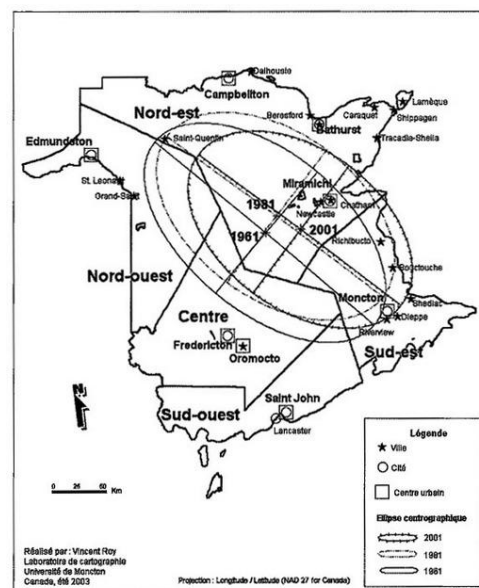 Dalhousie
Campbellton
Lamèque
Nord-est
Beresford
Caraquet
Shippagan
Bathurst
Saint-Quentin
Tracadie-Sheila
Edmundston
Miramichi
St. Leona
Newcastle
Chatham
Grand-Sau
1981
2001
1961
Richibucto
Bouctouche
Nord-ouest
Moncton
Shediac
Centre
Dieppe
Riverview
Fredericton
Oromocto
Sud-est
Saint John
Sud-ouest
Lancaster
N
Légende
Ville
Cité
0 25 50
Km
Centre urbain
Ellipse centrographique
2001
1981
1961
Réalisé par : Vincent Roy
Laboratoire de cartographie
Université de Moncton
Canada, été 2003
Projection : Longitude / Latitude (NAD 27 for Canada)